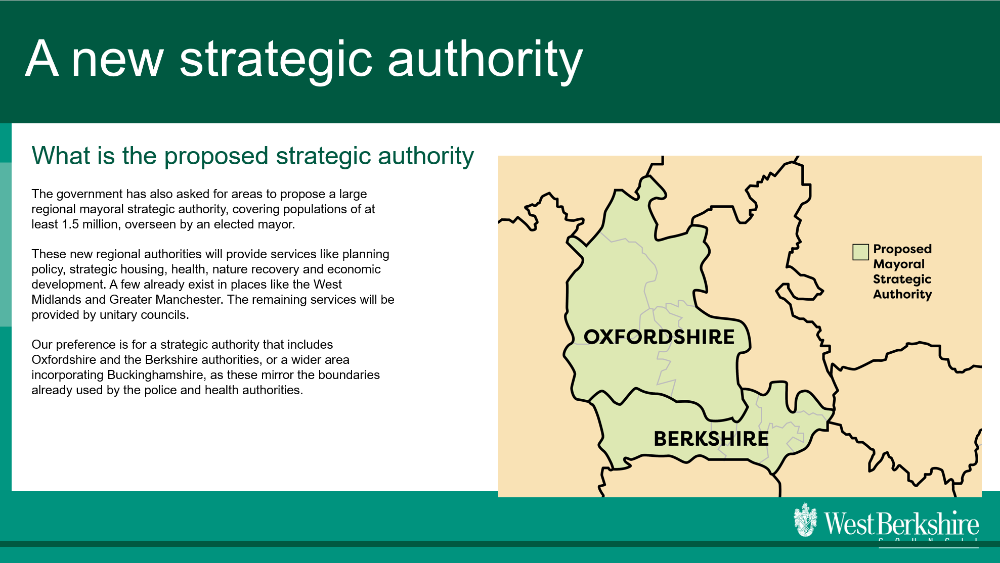 A new strategic authority
What is the proposed strategic authority
The government has also asked for areas to propose a large
regional mayoral strategic authority, covering populations of at
least 1.5 million, overseen by an elected mayor.
These new regional authorities will provide services like planning
policy, strategic housing, health, nature recovery and economic
development. A few already exist in places like the West
Midlands and Greater Manchester. The remaining services will be
provided by unitary councils.
Our preference is for a strategic authority that includes
Oxfordshire and the Berkshire authorities, or a wider area
incorporating Buckinghamshire, as these mirror the boundaries
already used by the police and health authorities.
Proposed
Mayoral
Strategic
Authority
OXFORDSHIRE
BERKSHIRE
West Berkshire
COUNCIL